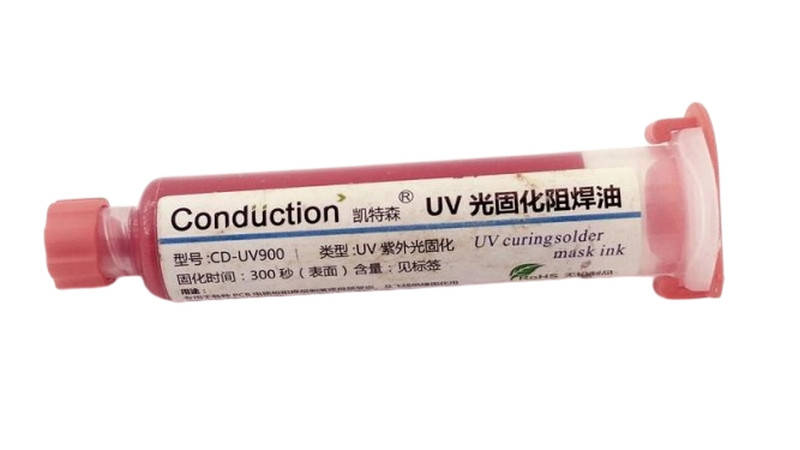 Conduction 凯特森 ® UV 光固化阻焊油
型号:CD-UV900 类型:UV 紫外光固化
UV curingsolder
mask ink
固化时间:300 秒(表面)含量:见标签
RoHS
用途: